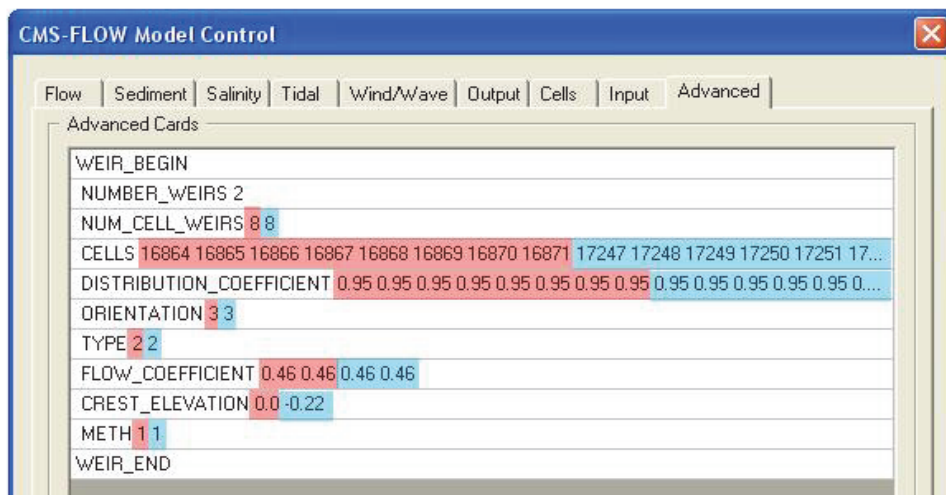 CMS-FLOW Model Control
Flow Sediment Salinity Tidal Wind/Wave Output Cells Input Advanced
Advanced Cards
WEIR_BEGIN
NUMBER_WEIRS 2
NUM_CELL_WEIRS 8 8
CELLS 16864 16865 16866 16867 16868 16869 16870 16871 17247 17248 17249 17250 17251 17...
DISTRIBUTION_COEFFICIENT 0.95 0.95 0.95 0.95 0.95 0.95 0.95 0.95 0.95 0.95 0.95 0.95 0.95 0....
ORIENTATION 3 3
TYPE 2 2
FLOW_COEFFICIENT 0.46 0.46 0.46 0.46
CREST_ELEVATION 0.0 -0.22
METH 1 1
WEIR_END